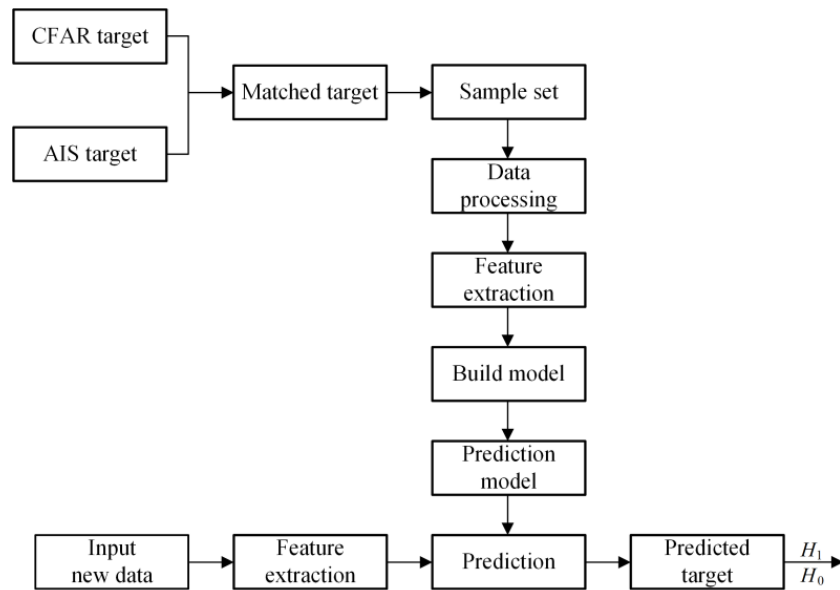 CFAR target
AIS target
Matched target
Sample set
Data
processing
Feature
extraction
Build model
Prediction
model
Input
new data
Feature
extraction
Prediction
Predicted
target
H₁
H₀